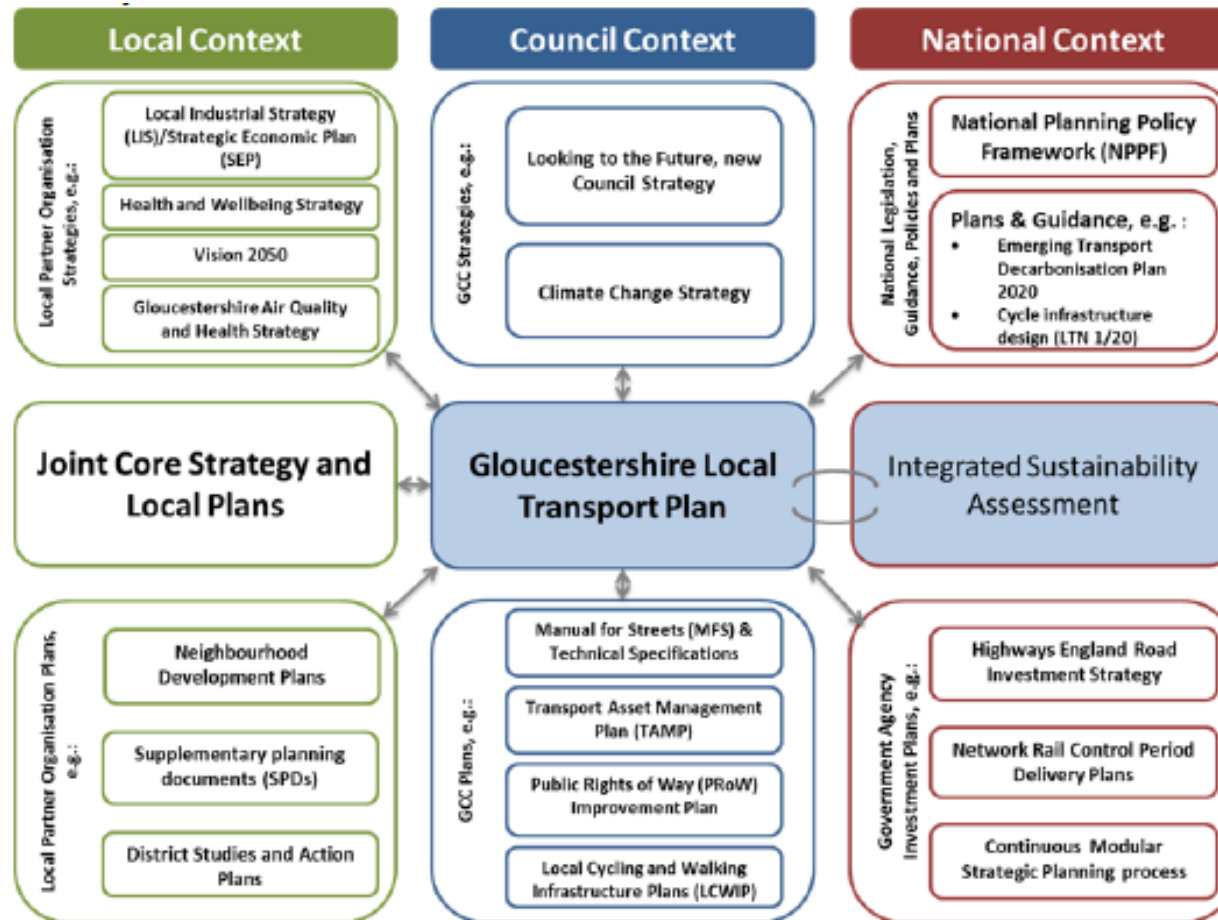 Local Context
Council Context
National Context
Local Partner Organisation
Strategies, e.g.:
Local Industrial Strategy
(LIS)/Strategic Economic Plan
(SEP)
Health and Wellbeing Strategy
Vision 2050
Gloucestershire Air Quality
and Health Strategy
GCC Strategies, e.g.:
Looking to the Future, new
Council Strategy
Climate Change Strategy
National Legislation,
Guidance, Policies and Plans
National Planning Policy
Framework (NPPF)
Plans & Guidance, e.g. :
• Emerging Transport
Decarbonisation Plan
2020
• Cycle infrastructure
design (LTN 1/20)
Joint Core Strategy and
Local Plans
Gloucestershire Local
Transport Plan
Integrated Sustainability
Assessment
Local Partner Organisation Plans,
e.g.:
Neighbourhood
Development Plans
Supplementary planning
documents (SPDs)
District Studies and Action
Plans
GCC Plans, e.g.:
Manual for Streets (MFS) &
Technical Specifications
Transport Asset Management
Plan (TAMP)
Public Rights of Way (PRoW)
Improvement Plan
Local Cycling and Walking
Infrastructure Plans (LCWIP)
Government Agency
Investment Plans, e.g.:
Highways England Road
Investment Strategy
Network Rail Control Period
Delivery Plans
Continuous Modular
Strategic Planning process